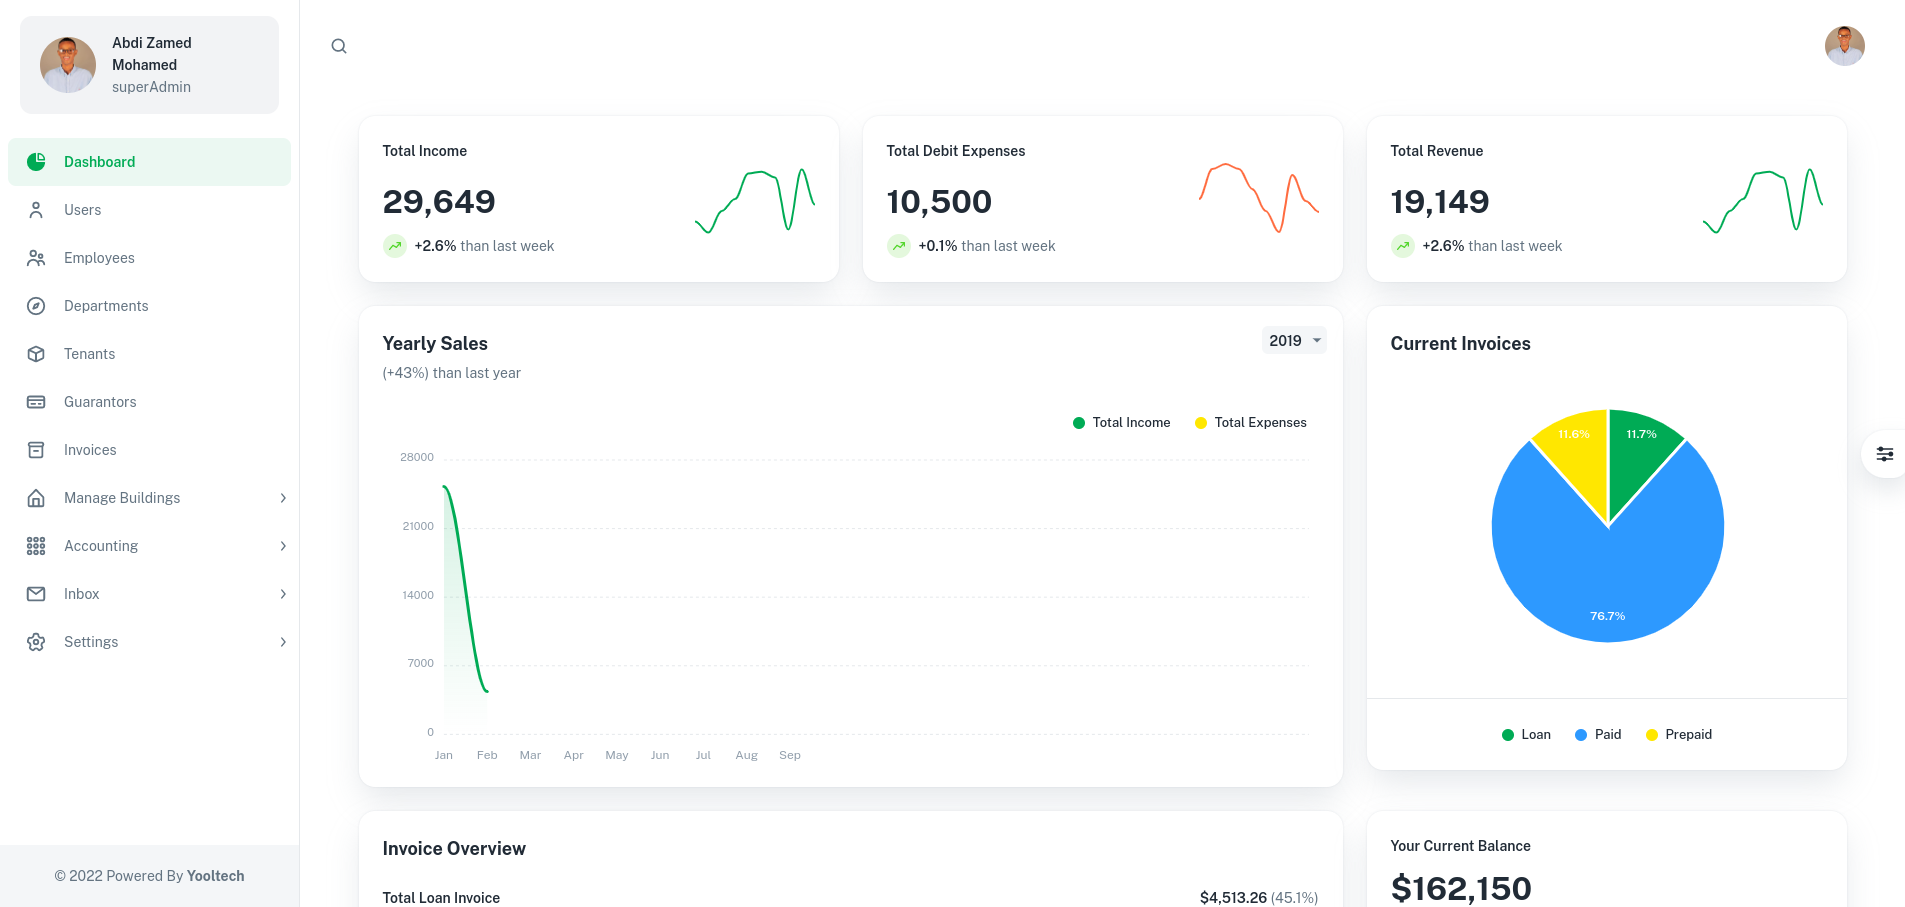 Abdi Zamed
Mohamed
superAdmin
Dashboard
Users
Employees
Departments
Tenants
Guarantors
Invoices
Manage Buildings
Accounting
Inbox
Settings
© 2022 Powered By Yooltech
Total Income
29,649
+2.6% than last week
Total Debit Expenses
10,500
+0.1% than last week
Total Revenue
19,149
+2.6% than last week
Yearly Sales
(+43%) than last year
2019
Total Income
Total Expenses
28000
21000
14000
7000
0
Jan Feb Mar Apr May Jun Jul Aug Sep
Current Invoices
11.6%
11.7%
76.7%
Loan
Paid
Prepaid
Invoice Overview
Total Loan Invoice
$4,513.26 (45.1%)
Your Current Balance
$162,150